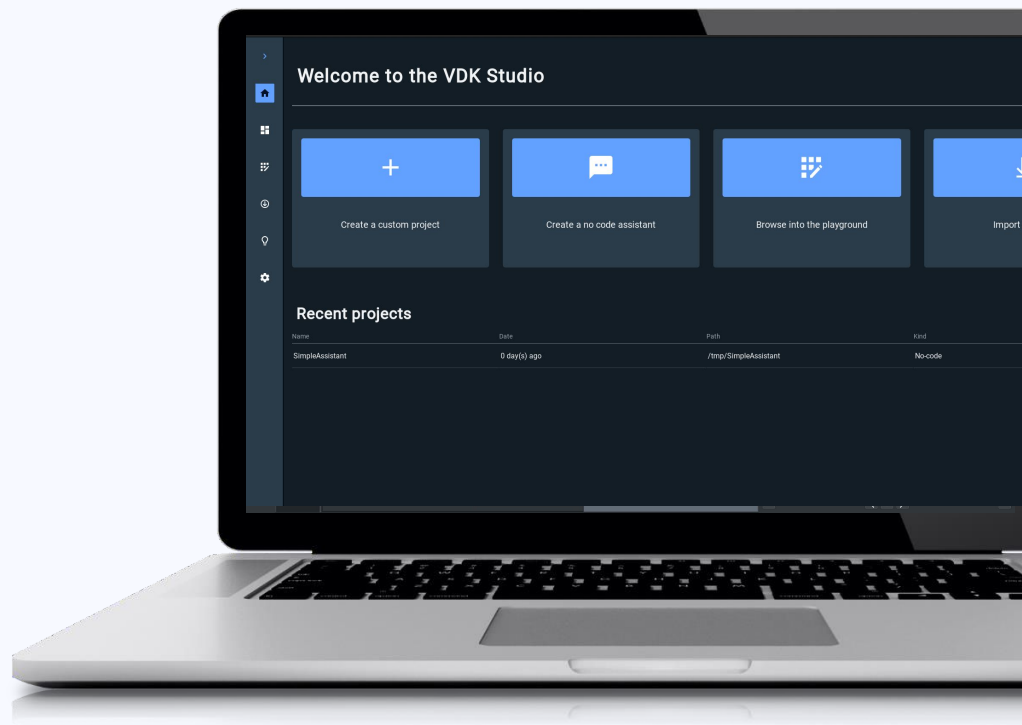 Welcome to the VDK Studio
Create a custom project
Create a no code assistant
Browse into the playground
Import
Recent projects
Name Date Path Kind
SimpleAssistant 0 day(s) ago /tmp/SimpleAssistant No-code